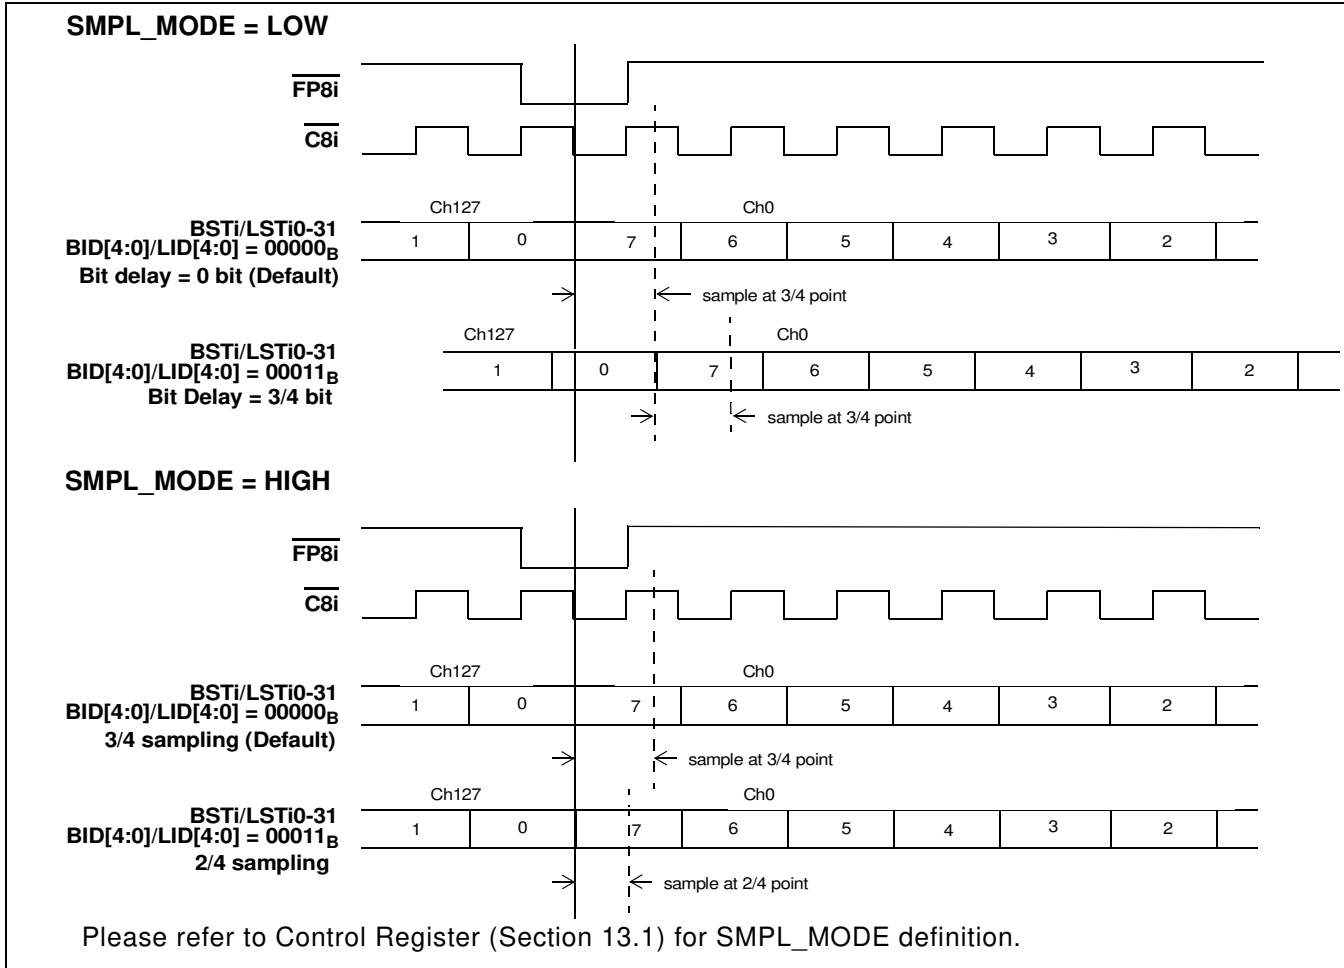 SMPL_MODE = LOW
FP8i
C8i
Ch127 Ch0
BSTi/LSTi0-31
BID[4:0]/LID[4:0] = 00000B
Bit delay = 0 bit (Default)
1 0 7 6 5 4 3 2
sample at 3/4 point
Ch127 Ch0
BSTi/LSTi0-31
BID[4:0]/LID[4:0] = 00011B
Bit Delay = 3/4 bit
1 0 7 6 5 4 3 2
sample at 3/4 point
SMPL_MODE = HIGH
FP8i
C8i
Ch127 Ch0
BSTi/LSTi0-31
BID[4:0]/LID[4:0] = 00000B
3/4 sampling (Default)
1 0 7 6 5 4 3 2
sample at 3/4 point
Ch127 Ch0
BSTi/LSTi0-31
BID[4:0]/LID[4:0] = 00011B
2/4 sampling
1 0 7 6 5 4 3 2
sample at 2/4 point
Please refer to Control Register (Section 13.1) for SMPL_MODE definition.